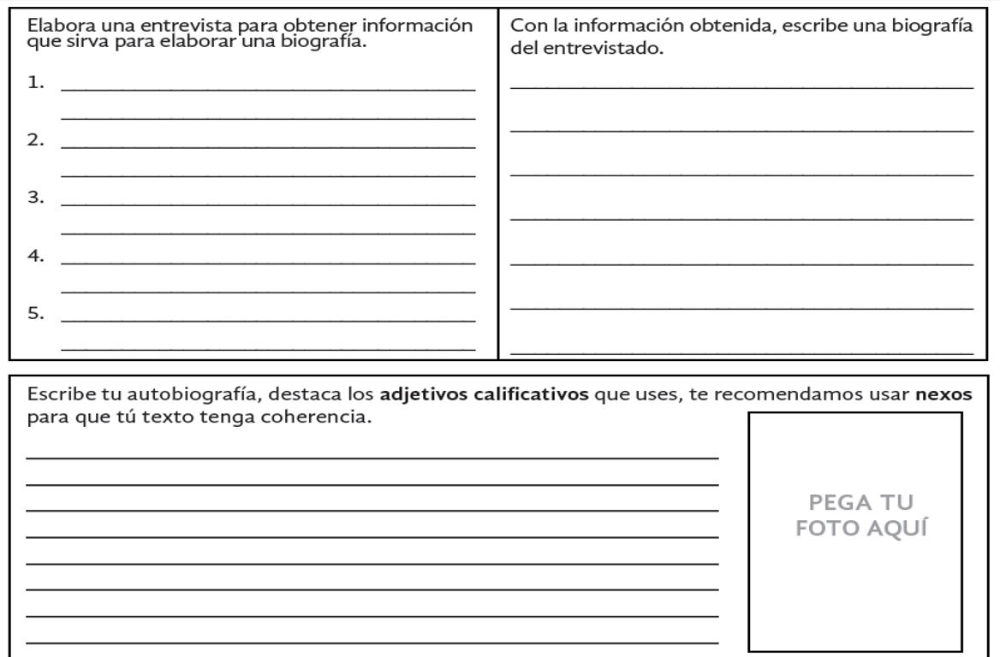 Elabora una entrevista para obtener información
que sirva para elaborar una biografía.
1.
2.
3.
4.
5.
Con la información obtenida, escribe una biografía
del entrevistado.
Escribe tu autobiografía, destaca los adjetivos calificativos que uses, te recomendamos usar nexos
para que tú texto tenga coherencia.
PEGA TU
FOTO AQUÍ